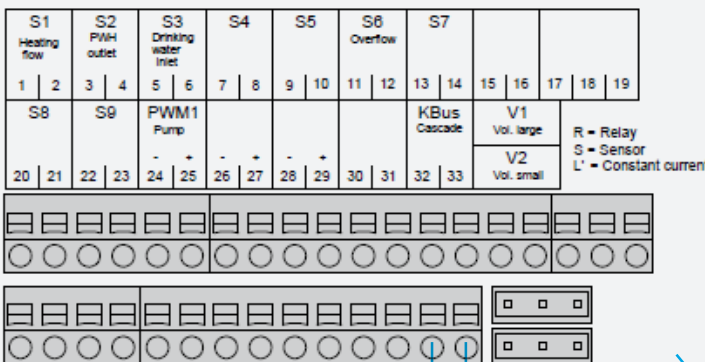 S1 S2 S3 S4 S5 S6 S7
Heating flow PWH outlet Drinking water inlet Overflow
1 2 3 4 5 6 7 8 9 10 11 12 13 14 15 16 17 18 19
S8 S9 PWM1 KBus V1
Pump Cascade Vol. large
R = Relay
S = Sensor
L' = Constant current
V2
Vol. small
- + - + - +
20 21 22 23 24 25 26 27 28 29 30 31 32 33